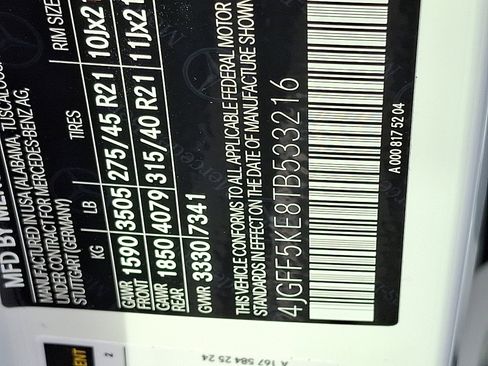 MFD BY MER
MANUFACTURED IN USA (ALABAMA, TUSCALOOS
UNDER CONTRACT FOR MERCEDES-BENZ AG,
STUTTGART (GERMANY)
KG LB TIRES RIM SIZE
GAWR FRONT 1590 3505 275/45 R21 10Jx21
GAWR REAR 1850 4079 315/40 R21 11Jx21
GVWR 3330 7341
THIS VEHICLE CONFORMS TO ALL APPLICABLE FEDERAL MOTOR
STANDARDS IN EFFECT ON THE DATE OF MANUFACTURE SHOWN
4JGFF5KE8TB533216
A 000 817 52 04
2
A 167 584 25 24